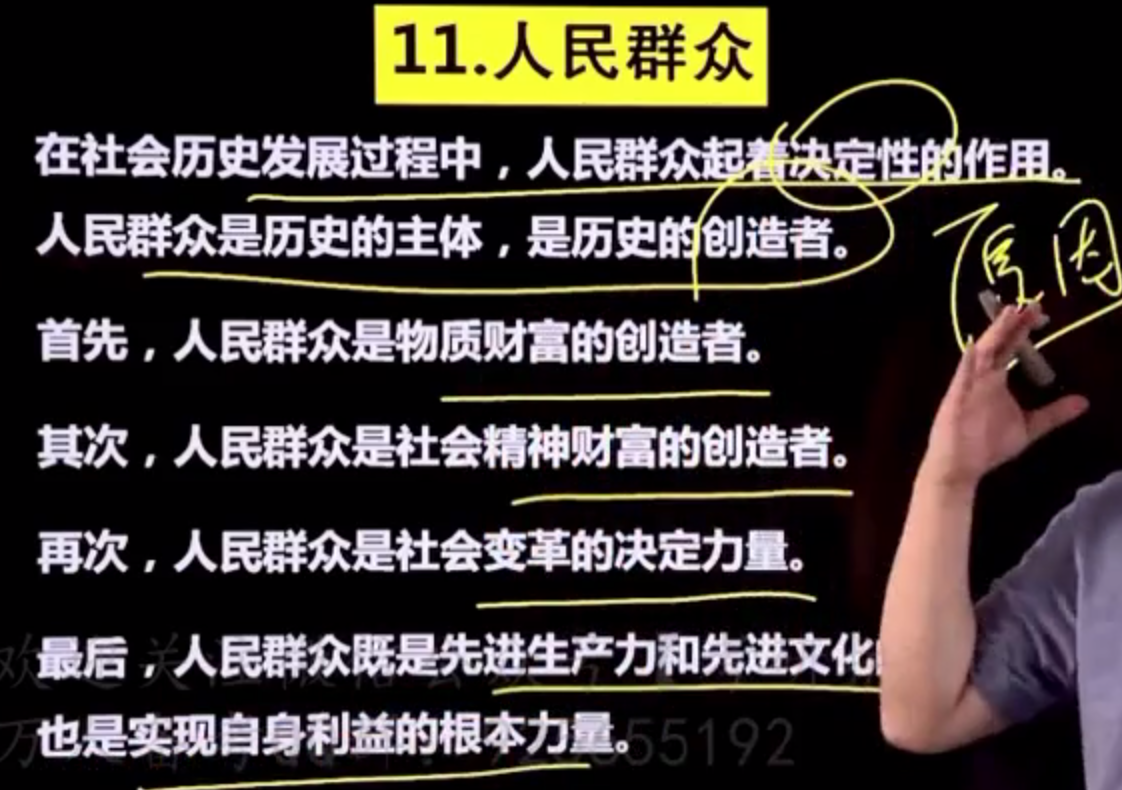 11.人民群众
在社会历史发展过程中，人民群众起着决定性的作用。
人民群众是历史的主体，是历史的创造者。
原因
首先，人民群众是物质财富的创造者。
其次，人民群众是社会精神财富的创造者。
再次，人民群众是社会变革的决定力量。
最后，人民群众既是先进生产力和先进文化
也是实现自身利益的根本力量。